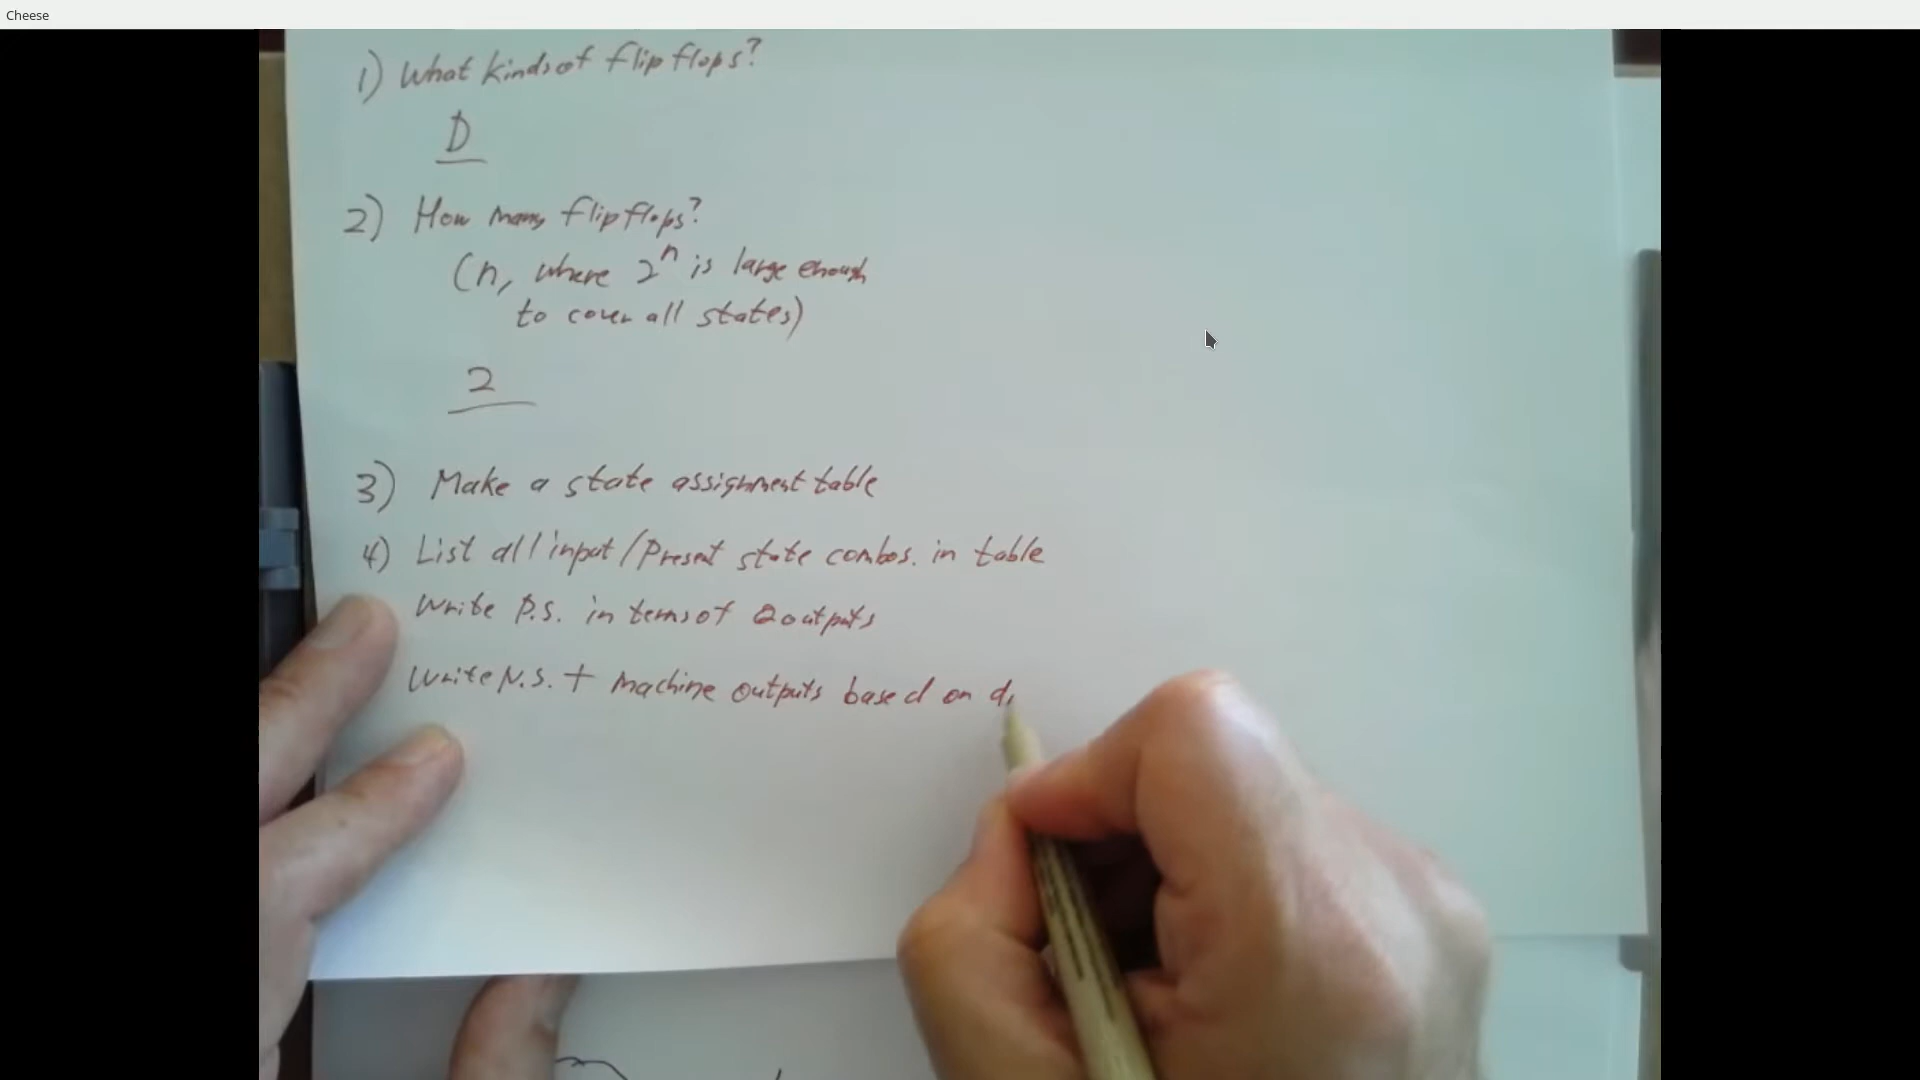 Cheese
1) What kinds of flip flops?
D
2) How many flip flops?
(n, where 2^n is large enough
to cover all states)
2
3) Make a state assignment table
4) List all input/Present state combos. in table
Write P.S. in terms of Q outputs
Write N.S. + machine outputs based on di